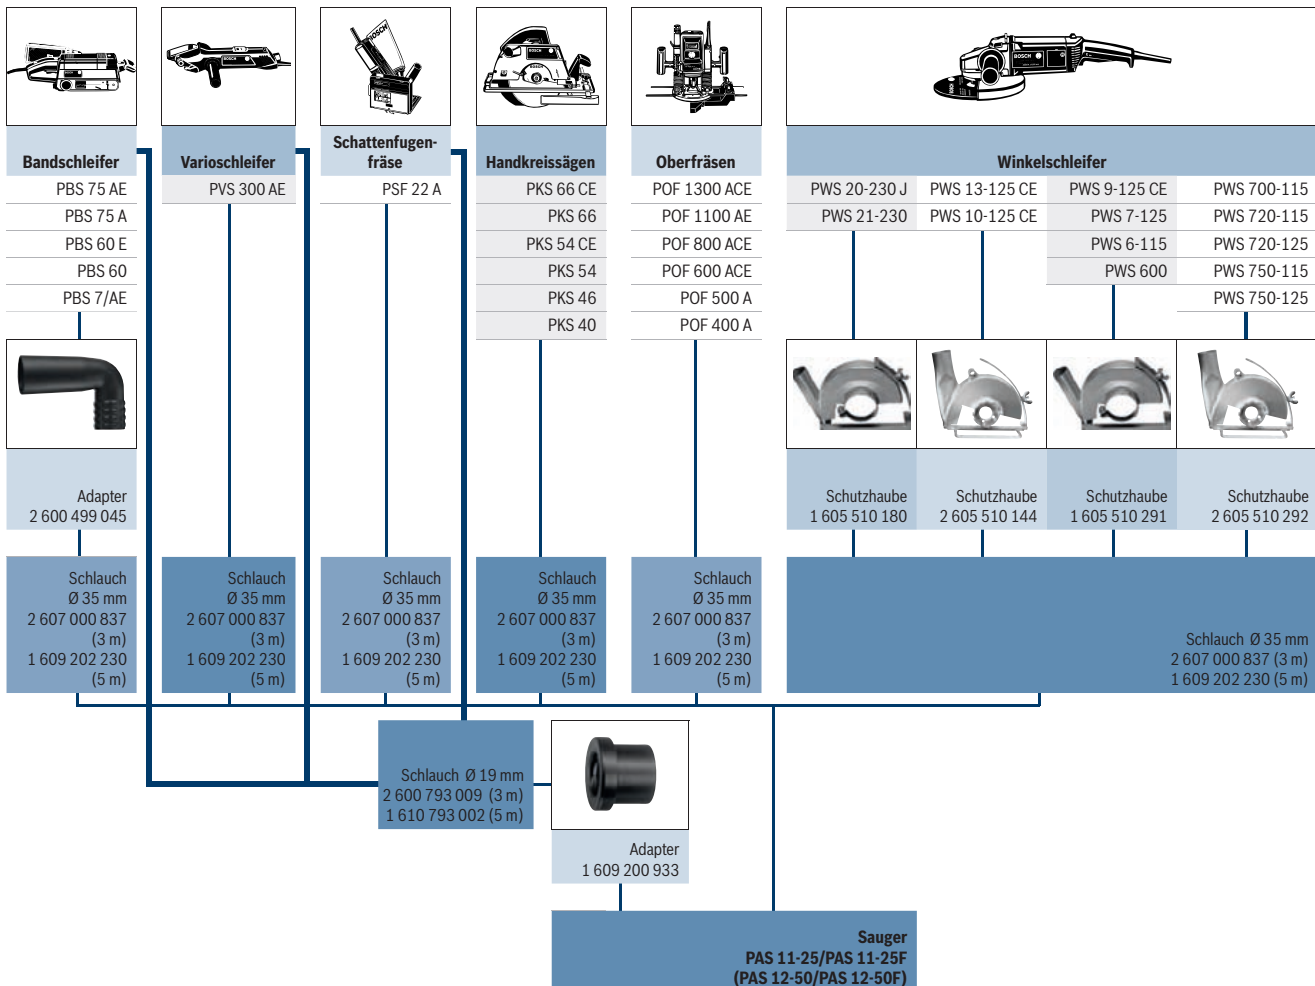 BOSCH
BOSCH
BOSCH
BOSCH
Bandschleifer
PBS 75 AE
PBS 75 A
PBS 60 E
PBS 60
PBS 7/AE
Adapter
2 600 499 045
Schlauch
Ø 35 mm
2 607 000 837
(3 m)
1 609 202 230
(5 m)
Varioschleifer
PVS 300 AE
Schlauch
Ø 35 mm
2 607 000 837
(3 m)
1 609 202 230
(5 m)
Schattenfugen-
fräse
PSF 22 A
Schlauch
Ø 35 mm
2 607 000 837
(3 m)
1 609 202 230
(5 m)
Handkreissägen
PKS 66 CE
PKS 66
PKS 54 CE
PKS 54
PKS 46
PKS 40
Schlauch
Ø 35 mm
2 607 000 837
(3 m)
1 609 202 230
(5 m)
Oberfräsen
POF 1300 ACE
POF 1100 AE
POF 800 ACE
POF 600 ACE
POF 500 A
POF 400 A
Schlauch
Ø 35 mm
2 607 000 837
(3 m)
1 609 202 230
(5 m)
Winkelschleifer
PWS 20-230 J
PWS 21-230
Schutzhaube
1 605 510 180
PWS 13-125 CE
PWS 10-125 CE
Schutzhaube
2 605 510 144
PWS 9-125 CE
PWS 7-125
PWS 6-115
PWS 600
Schutzhaube
1 605 510 291
PWS 700-115
PWS 720-115
PWS 720-125
PWS 750-115
PWS 750-125
Schutzhaube
2 605 510 292
Schlauch Ø 35 mm
2 607 000 837 (3 m)
1 609 202 230 (5 m)
Schlauch Ø 19 mm
2 600 793 009 (3 m)
1 610 793 002 (5 m)
Adapter
1 609 200 933
Sauger
PAS 11-25/PAS 11-25F
(PAS 12-50/PAS 12-50F)